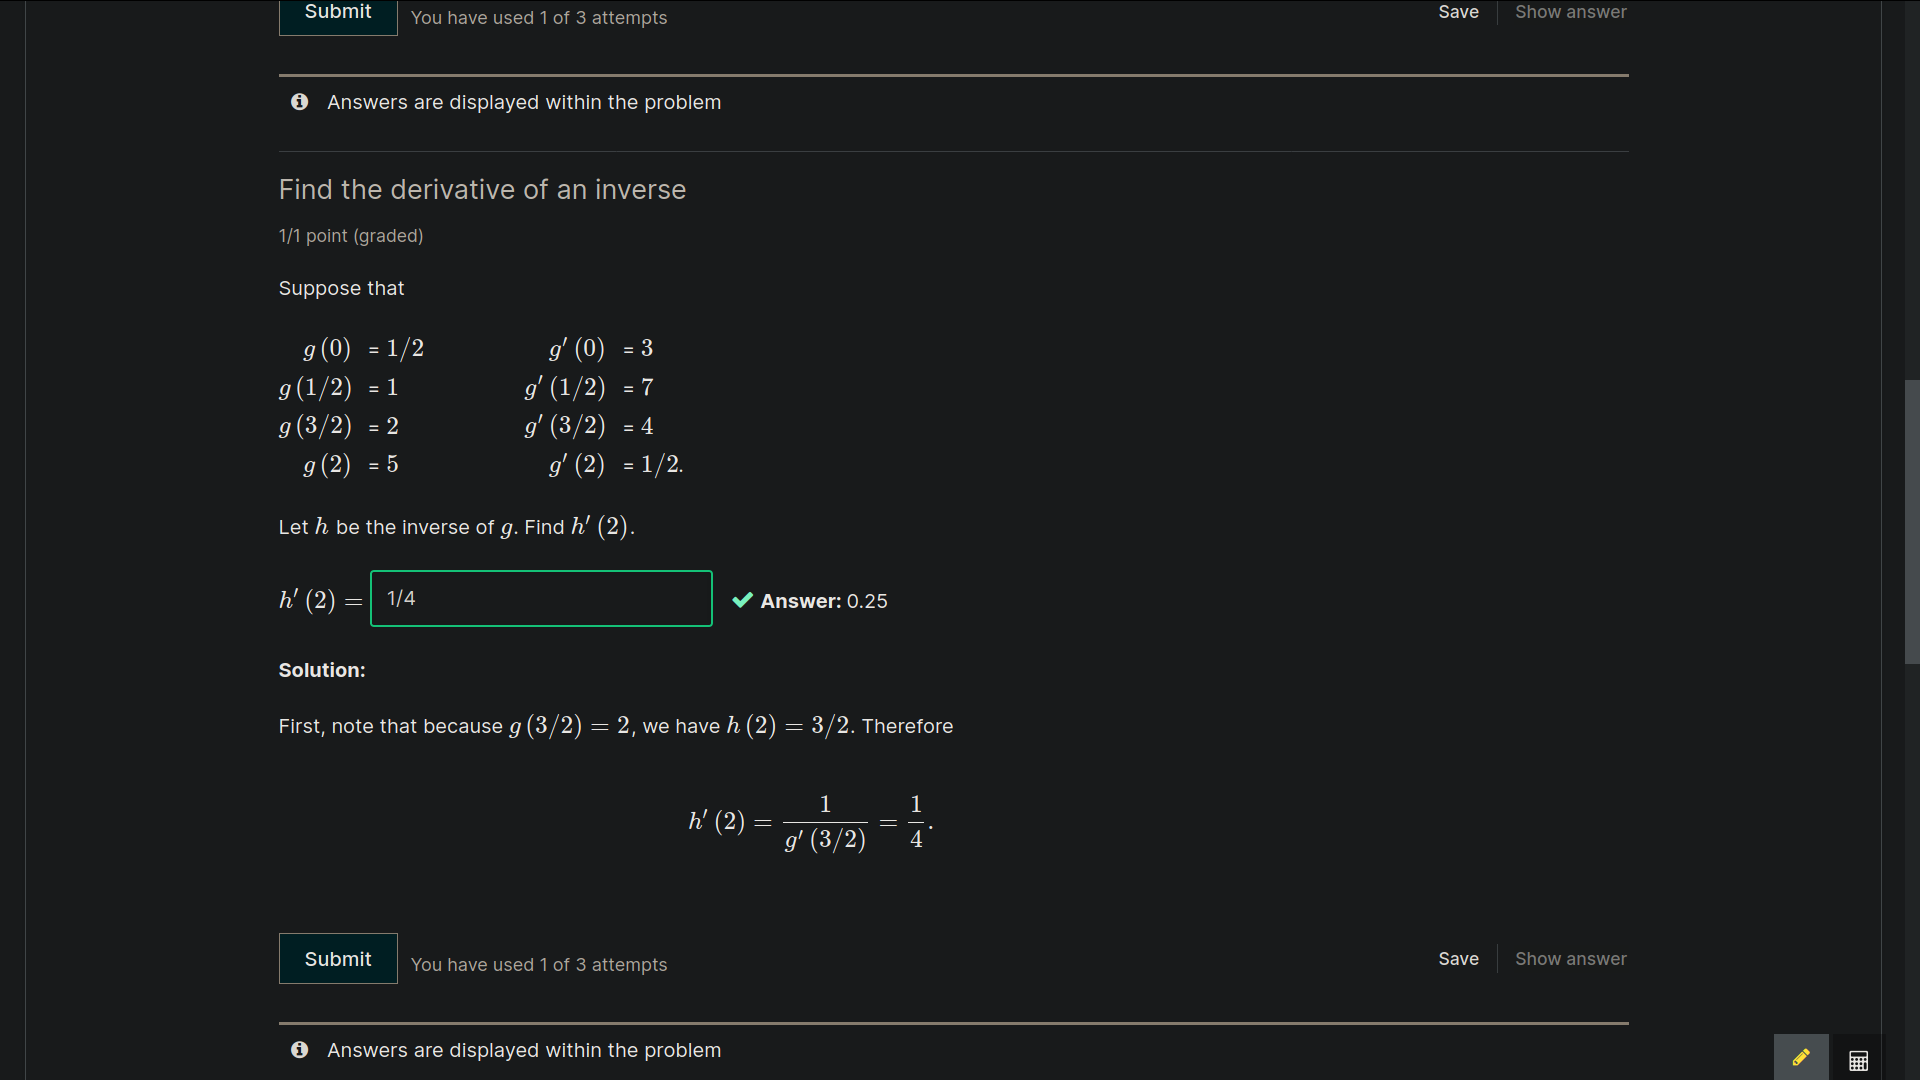 Submit You have used 1 of 3 attempts Save Show answer
Answers are displayed within the problem
Find the derivative of an inverse
1/1 point (graded)
Suppose that
g(0) = 1/2 g′(0) = 3
g(1/2) = 1 g′(1/2) = 7
g(3/2) = 2 g′(3/2) = 4
g(2) = 5 g′(2) = 1/2.
Let h be the inverse of g. Find h′(2).
h′(2) = 1/4 Answer: 0.25
Solution:
First, note that because g(3/2) = 2, we have h(2) = 3/2. Therefore
h′(2) = 1/g′(3/2) = 1/4.
Submit You have used 1 of 3 attempts Save Show answer
Answers are displayed within the problem